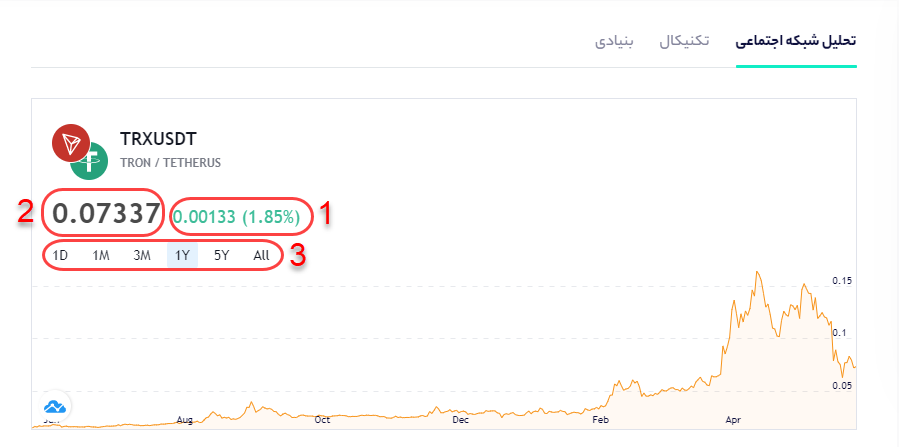 تحلیل شبکه اجتماعی تکنیکال بنیادی
TRXUSDT
TRON / TETHERUS
2 0.07337 0.00133 (1.85%) 1
1D 1M 3M 1Y 5Y All 3
0.15
0.1
0.05
Aug Oct Dec Feb Apr